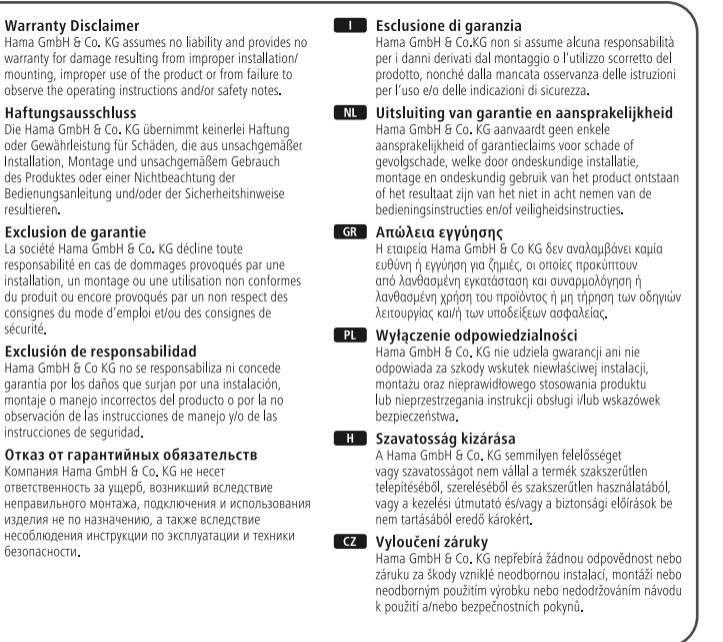 Warranty Disclaimer
Hama GmbH & Co. KG assumes no liability and provides no
warranty for damage resulting from improper installation/
mounting, improper use of the product or from failure to
observe the operating instructions and/or safety notes.
Haftungsausschluss
Die Hama GmbH & Co. KG übernimmt keinerlei Haftung
oder Gewährleistung für Schäden, die aus unsachgemäßer
Installation, Montage und unsachgemäßem Gebrauch
des Produktes oder einer Nichtbeachtung der
Bedienungsanleitung und/oder der Sicherheitshinweise
resultieren.
Exclusion de garantie
La société Hama GmbH & Co. KG décline toute
responsabilité en cas de dommages provoqués par une
installation, un montage ou une utilisation non conformes
du produit ou encore provoqués par un non respect des
consignes du mode d'emploi et/ou des consignes de
sécurité.
Exclusión de responsabilidad
Hama GmbH & Co KG no se responsabiliza ni concede
garantía por los daños que surjan por una instalación,
montaje o manejo incorrectos del producto o por la no
observación de las instrucciones de manejo y/o de las
instrucciones de seguridad.
Отказ от гарантийных обязательств
Компания Hama GmbH & Co. KG не несет
ответственность за ущерб, возникший вследствие
неправильного монтажа, подключения и использования
изделия не по назначению, а также вследствие
несоблюдения инструкции по эксплуатации и техники
безопасности.
I Esclusione di garanzia
Hama GmbH & Co.KG non si assume alcuna responsabilità
per i danni derivati dal montaggio o l'utilizzo scorretto del
prodotto, nonché dalla mancata osservanza delle istruzioni
per l'uso e/o delle indicazioni di sicurezza.
NL Uitsluiting van garantie en aansprakelijkheid
Hama GmbH & Co. KG aanvaardt geen enkele
aansprakelijkheid of garantieclaims voor schade of
gevolgschade, welke door ondeskundige installatie,
montage en ondeskundig gebruik van het product ontstaan
of het resultaat zijn van het niet in acht nemen van de
bedieningsinstructies en/of veiligheidsinstructies.
GR Απώλεια εγγύησης
Η εταιρεία Hama GmbH & Co KG δεν αναλαμβάνει καμία
ευθύνη ή εγγύηση για ζημιές, οι οποίες προκύπτουν
από λανθασμένη εγκατάσταση και συναρμολόγηση ή
λανθασμένη χρήση του προϊόντος ή μη τήρηση των οδηγιών
λειτουργίας και/ή των υποδείξεων ασφαλείας.
PL Wyłączenie odpowiedzialności
Hama GmbH & Co. KG nie udziela gwarancji ani nie
odpowiada za szkody wskutek niewłaściwej instalacji,
montażu oraz nieprawidłowego stosowania produktu
lub nieprzestrzegania instrukcji obsługi i/lub wskazówek
bezpieczeństwa.
H Szavatosság kizárása
A Hama GmbH & Co. KG semmilyen felelősséget
vagy szavatosságot nem vállal a termék szakszerűtlen
telepítéséből, szereléséből és szakszerűtlen használatából,
vagy a kezelési útmutató és/vagy a biztonsági előírások be
nem tartásából eredő károkért.
CZ Vyloučení záruky
Hama GmbH & Co. KG nepřebírá žádnou odpovědnost nebo
záruku za škody vzniklé neodbornou instalací, montáží nebo
neodborným použitím výrobku nebo nedodržováním návodu
k použití a/nebo bezpečnostních pokynů.